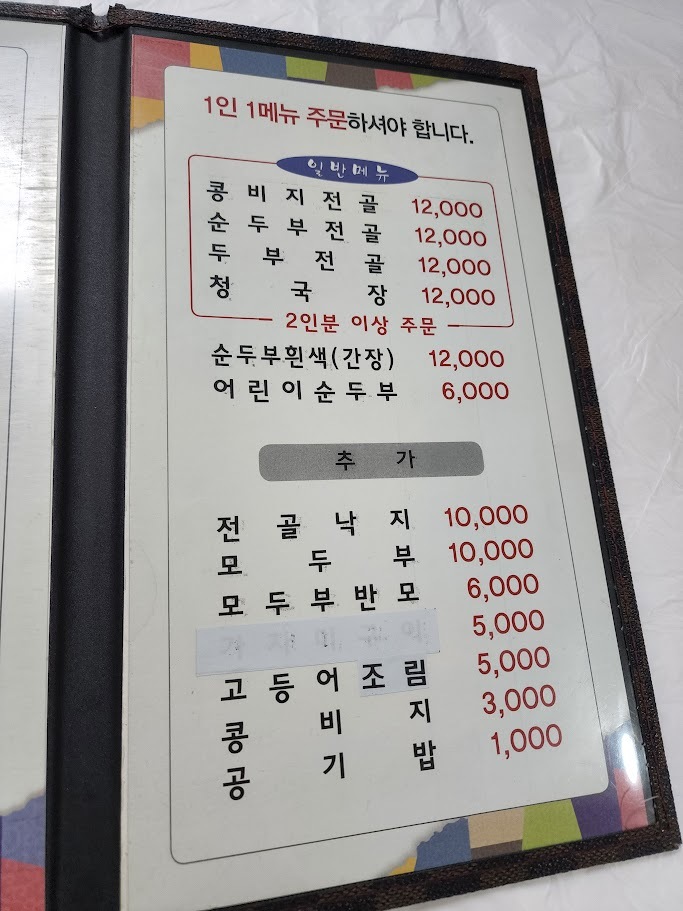 1인 1메뉴 주문하셔야 합니다.
일반메뉴
콩비지전골 12,000
순두부전골 12,000
두부전골 12,000
청국장 12,000
2인분 이상 주문
순두부흰색(간장) 12,000
어린이순두부 6,000
추가
전골낙지 10,000
모두부 10,000
모두부반모 6,000
5,000
고등어조림 5,000
콩비지 3,000
공기밥 1,000